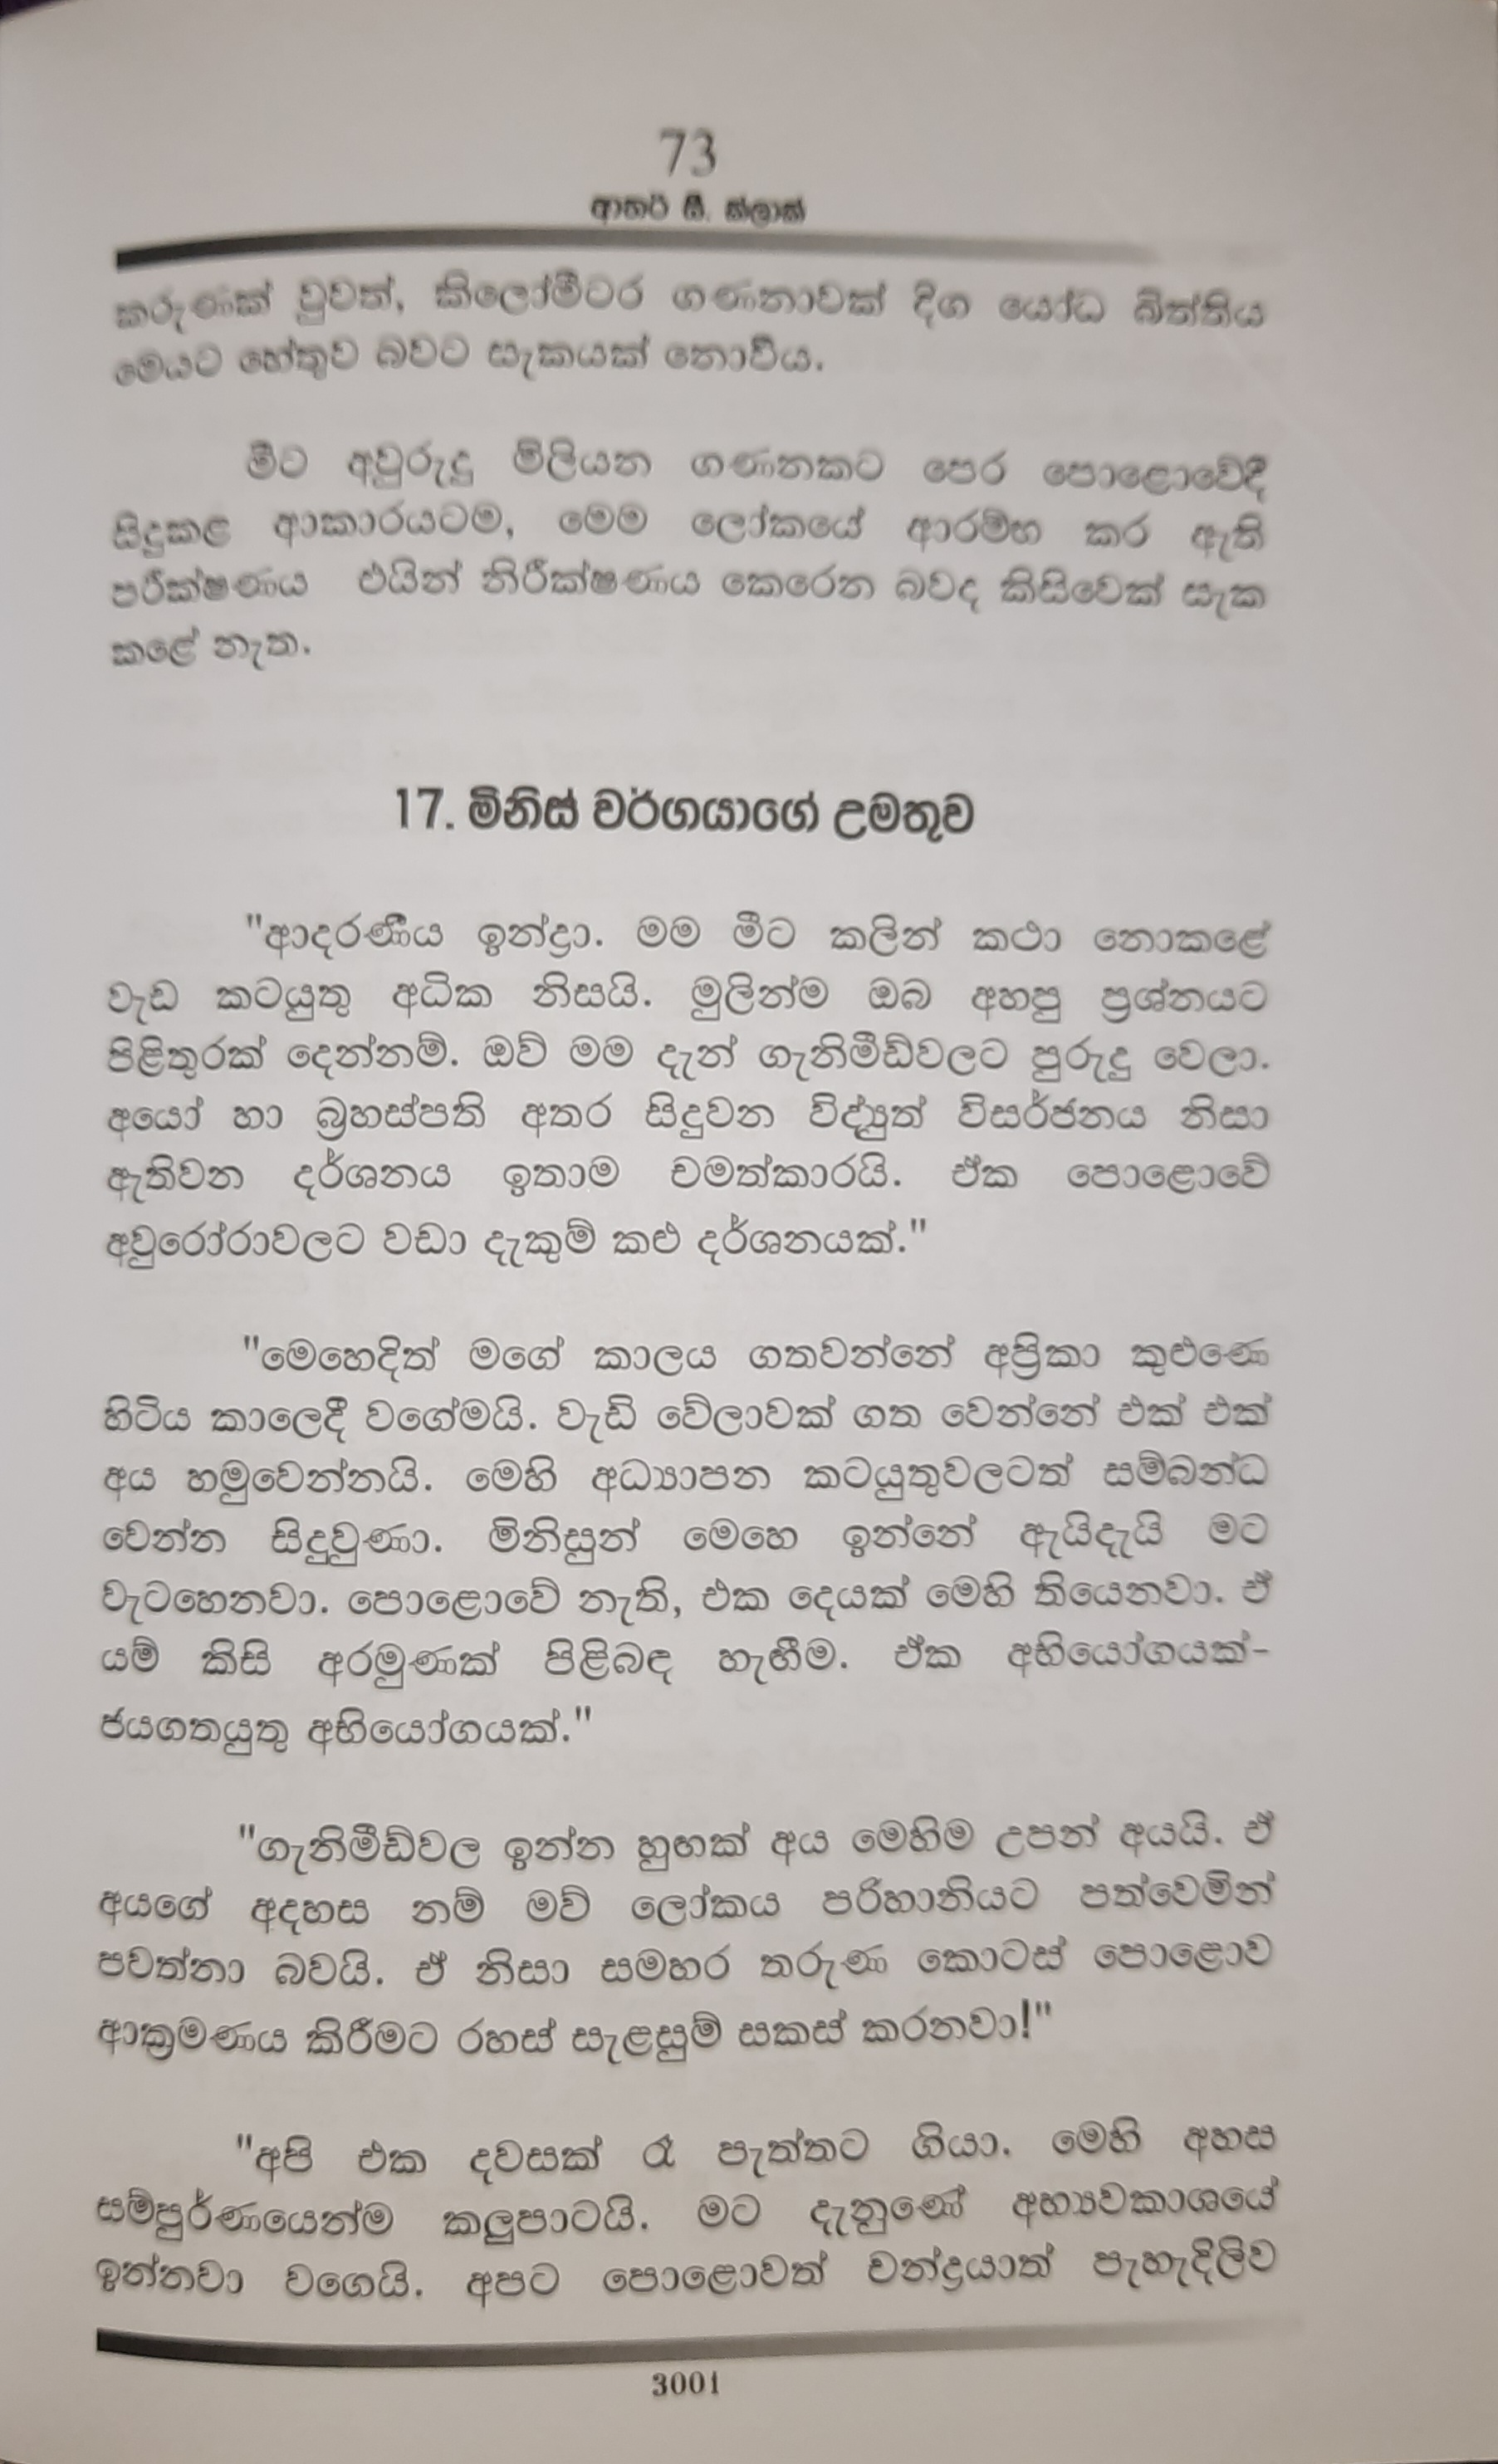 73
ආතර් සී. ක්ලාක්
කරුණක් වුවත්, කිලෝමීටර ගණනාවක් දිග යෝධ බිත්තිය
මෙයට හේතුව බවට සැකයක් නොවීය.
මීට අවුරුදු මිලියන ගණනකට පෙර පොළොවේදී
සිදුකළ ආකාරයටම, මෙම ලෝකයේ ආරම්භ කර ඇති
පරීක්ෂණය එයින් නිරීක්ෂණය කෙරෙන බවද කිසිවෙක් සැක
කළේ නැත.
17. මිනිස් වර්ගයාගේ උමතුව
"ආදරණීය ඉන්ද්‍රා. මම මීට කලින් කථා නොකළේ
වැඩ කටයුතු අධික නිසයි. මුලින්ම ඔබ අහපු ප්‍රශ්නයට
පිළිතුරක් දෙන්නම්. ඔව් මම දැන් ගැනිමීඩ්වලට පුරුදු වෙලා.
අයෝ හා බ්‍රහස්පති අතර සිදුවන විද්‍යුත් විසර්ජනය නිසා
ඇතිවන දර්ශනය ඉතාම චමත්කාරයි. ඒක පොළොවේ
අවුරෝරාවලට වඩා දැකුම් කළු දර්ශනයක්."
"මෙහෙදිත් මගේ කාලය ගතවන්නේ අප්‍රිකා කුළුණෙ
හිටිය කාලෙදී වගේමයි. වැඩි වේලාවක් ගත වෙන්නේ එක් එක්
අය හමුවෙන්නයි. මෙහි අධ්‍යාපන කටයුතුවලටත් සම්බන්ධ
වෙන්න සිදුවුණා. මිනිසුන් මෙහෙ ඉන්නේ ඇයිදැයි මට
වැටහෙනවා. පොළොවේ නැති, එක දෙයක් මෙහි තියෙනවා. ඒ
යම් කිසි අරමුණක් පිළිබඳ හැඟීම. ඒක අභියෝගයක්-
ජයගතයුතු අභියෝගයක්."
"ගැනිමීඩ්වල ඉන්න හුඟක් අය මෙහිම උපන් අයයි. ඒ
අයගේ අදහස නම් මව් ලෝකය පරිහානියට පත්වෙමින්
පවත්නා බවයි. ඒ නිසා සමහර තරුණ කොටස් පොළොව
ආක්‍රමණය කිරීමට රහස් සැළසුම් සකස් කරනවා!"
"අපි එක දවසක් රෑ පැත්තට ගියා. මෙහි අහස
සම්පුර්ණයෙන්ම කලුපාටයි. මට දැනුණේ අභ්‍යවකාශයේ
ඉන්නවා වගෙයි. අපට පොළොවත් චන්ද්‍රයාත් පැහැදිලිව
3001